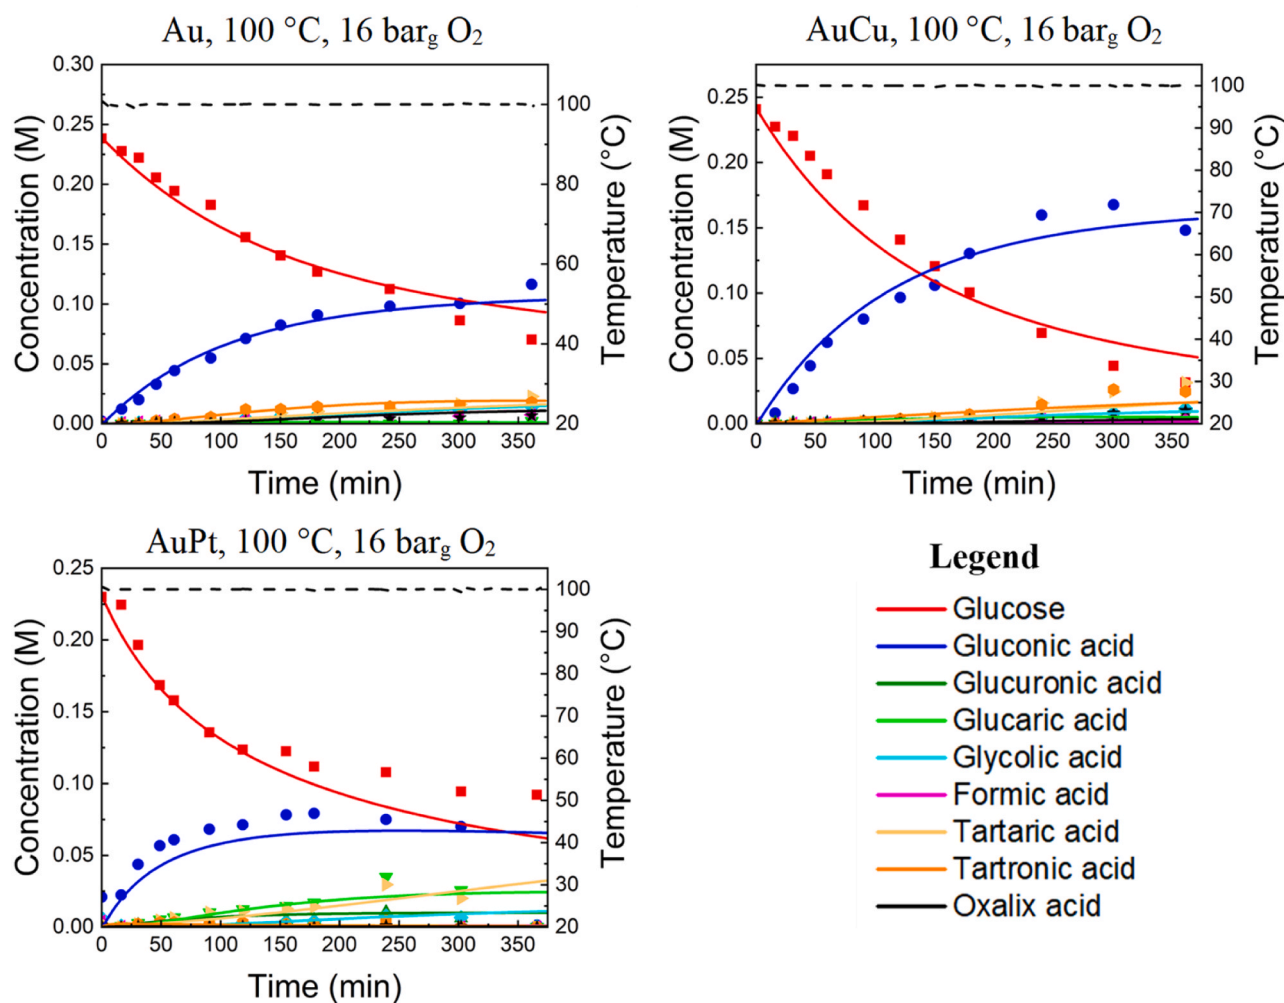 Au, 100 °C, 16 barg O2
Concentration (M)
0.30
0.25
0.20
0.15
0.10
0.05
0.00
100
80
60
40
20
Temperature (°C)
0 50 100 150 200 250 300 350
Time (min)
AuCu, 100 °C, 16 barg O2
Concentration (M)
0.25
0.20
0.15
0.10
0.05
0.00
100
90
80
70
60
50
40
30
20
Temperature (°C)
0 50 100 150 200 250 300 350
Time (min)
AuPt, 100 °C, 16 barg O2
Concentration (M)
0.25
0.20
0.15
0.10
0.05
0.00
100
90
80
70
60
50
40
30
20
Temperature (°C)
0 50 100 150 200 250 300 350
Time (min)
Legend
Glucose
Gluconic acid
Glucuronic acid
Glucaric acid
Glycolic acid
Formic acid
Tartaric acid
Tartronic acid
Oxalix acid